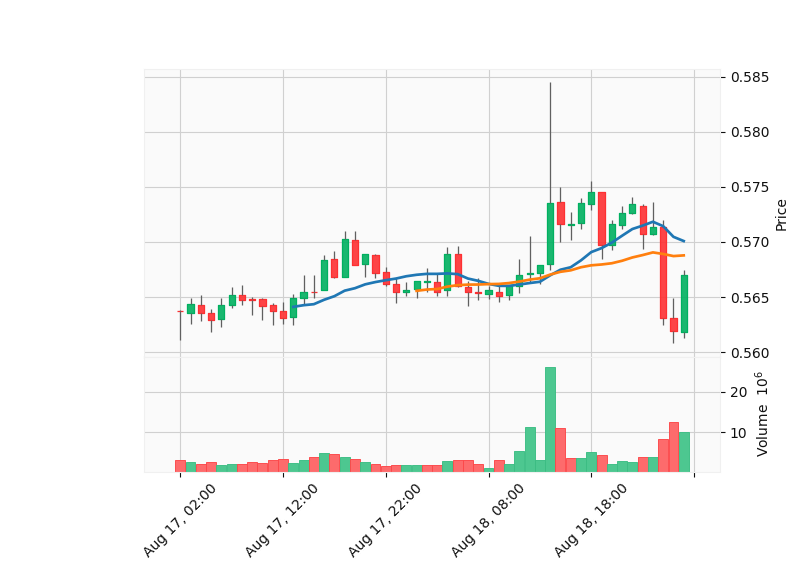 0.585
0.580
0.575
0.570
0.565
0.560
Price
20
10
Volume 10^6
Aug 17, 02:00
Aug 17, 12:00
Aug 17, 22:00
Aug 18, 08:00
Aug 18, 18:00